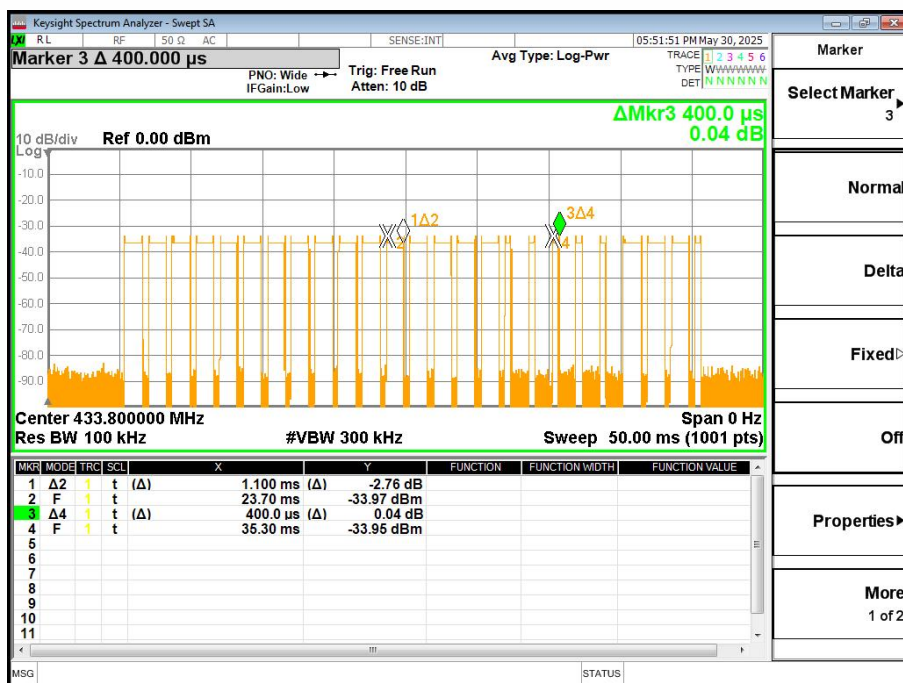 Keysight Spectrum Analyzer - Swept SA
LXI RL RF 50 Ω AC SENSE:INT 05:51:51 PM May 30, 2025
Marker 3 Δ 400.000 µs
PNO: Wide
IFGain:Low
Trig: Free Run
Atten: 10 dB
Avg Type: Log-Pwr
TRACE 1 2 3 4 5 6
TYPE WWWWWW
DET N N N N N N
ΔMkr3 400.0 µs
0.04 dB
10 dB/div Ref 0.00 dBm
Log
-10.0
-20.0
-30.0
-40.0
-50.0
-60.0
-70.0
-80.0
-90.0
1Δ2
2
3Δ4
4
Center 433.800000 MHz Span 0 Hz
Res BW 100 kHz #VBW 300 kHz Sweep 50.00 ms (1001 pts)
MKR MODE TRC SCL X Y FUNCTION FUNCTION WIDTH FUNCTION VALUE
1 Δ2 1 t (Δ) 1.100 ms (Δ) -2.76 dB
2 F 1 t 23.70 ms -33.97 dBm
3 Δ4 1 t (Δ) 400.0 µs (Δ) 0.04 dB
4 F 1 t 35.30 ms -33.95 dBm
5
6
7
8
9
10
11
MSG STATUS
Marker
Select Marker
3
Normal
Delta
Fixed
Off
Properties
More
1 of 2